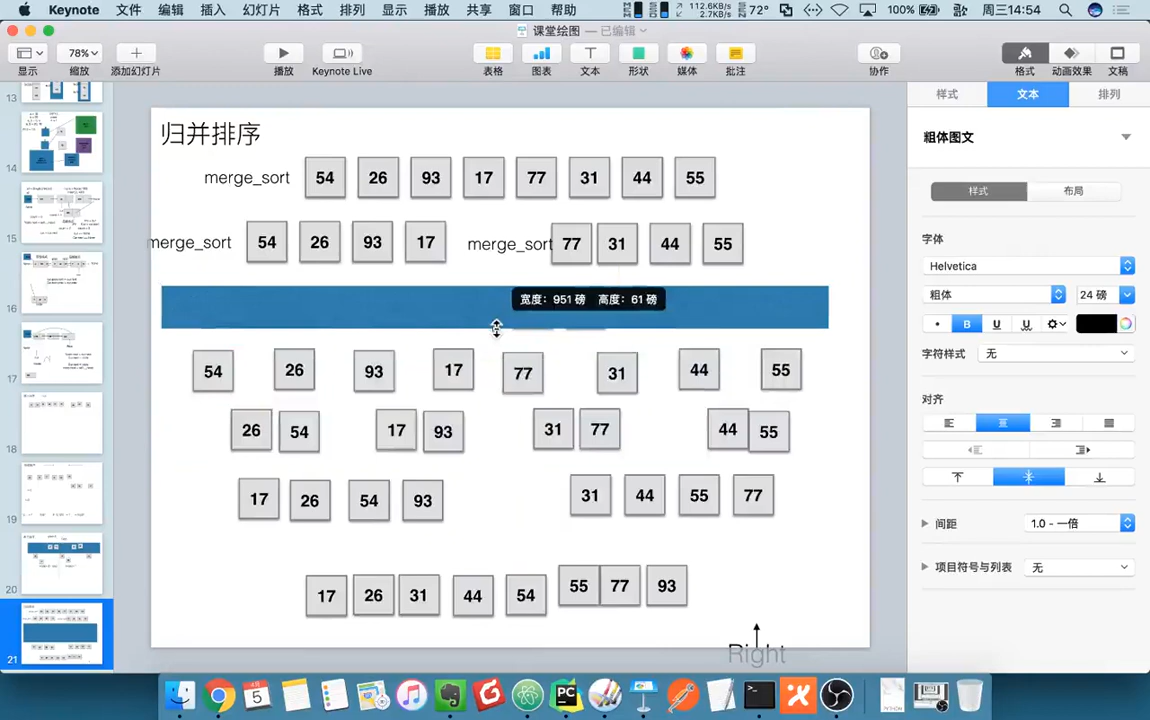 Keynote 文件 编辑 插入 幻灯片 格式 排列 显示 播放 共享 窗口 帮助 112.6KB/s 2.7KB/s 72° 100% 周三14:54
课堂绘图 — 已编辑
78%
显示 缩放 添加幻灯片 播放 Keynote Live 表格 图表 文本 形状 媒体 批注 协作 格式 动画效果 文稿
样式 文本 排列
粗体图文
样式 布局
字体
Helvetica
粗体 24 磅
B U U
字符样式 无
对齐
间距 1.0 - 一倍
项目符号与列表 无
13
14
15
16
17
18
19
20
21
归并排序
merge_sort 54 26 93 17 77 31 44 55
merge_sort 54 26 93 17 merge_sort 77 31 44 55
宽度：951 磅 高度：61 磅
54 26 93 17 77 31 44 55
26 54 17 93 31 77 44 55
17 26 54 93 31 44 55 77
17 26 31 44 54 55 77 93
Right
5
PC